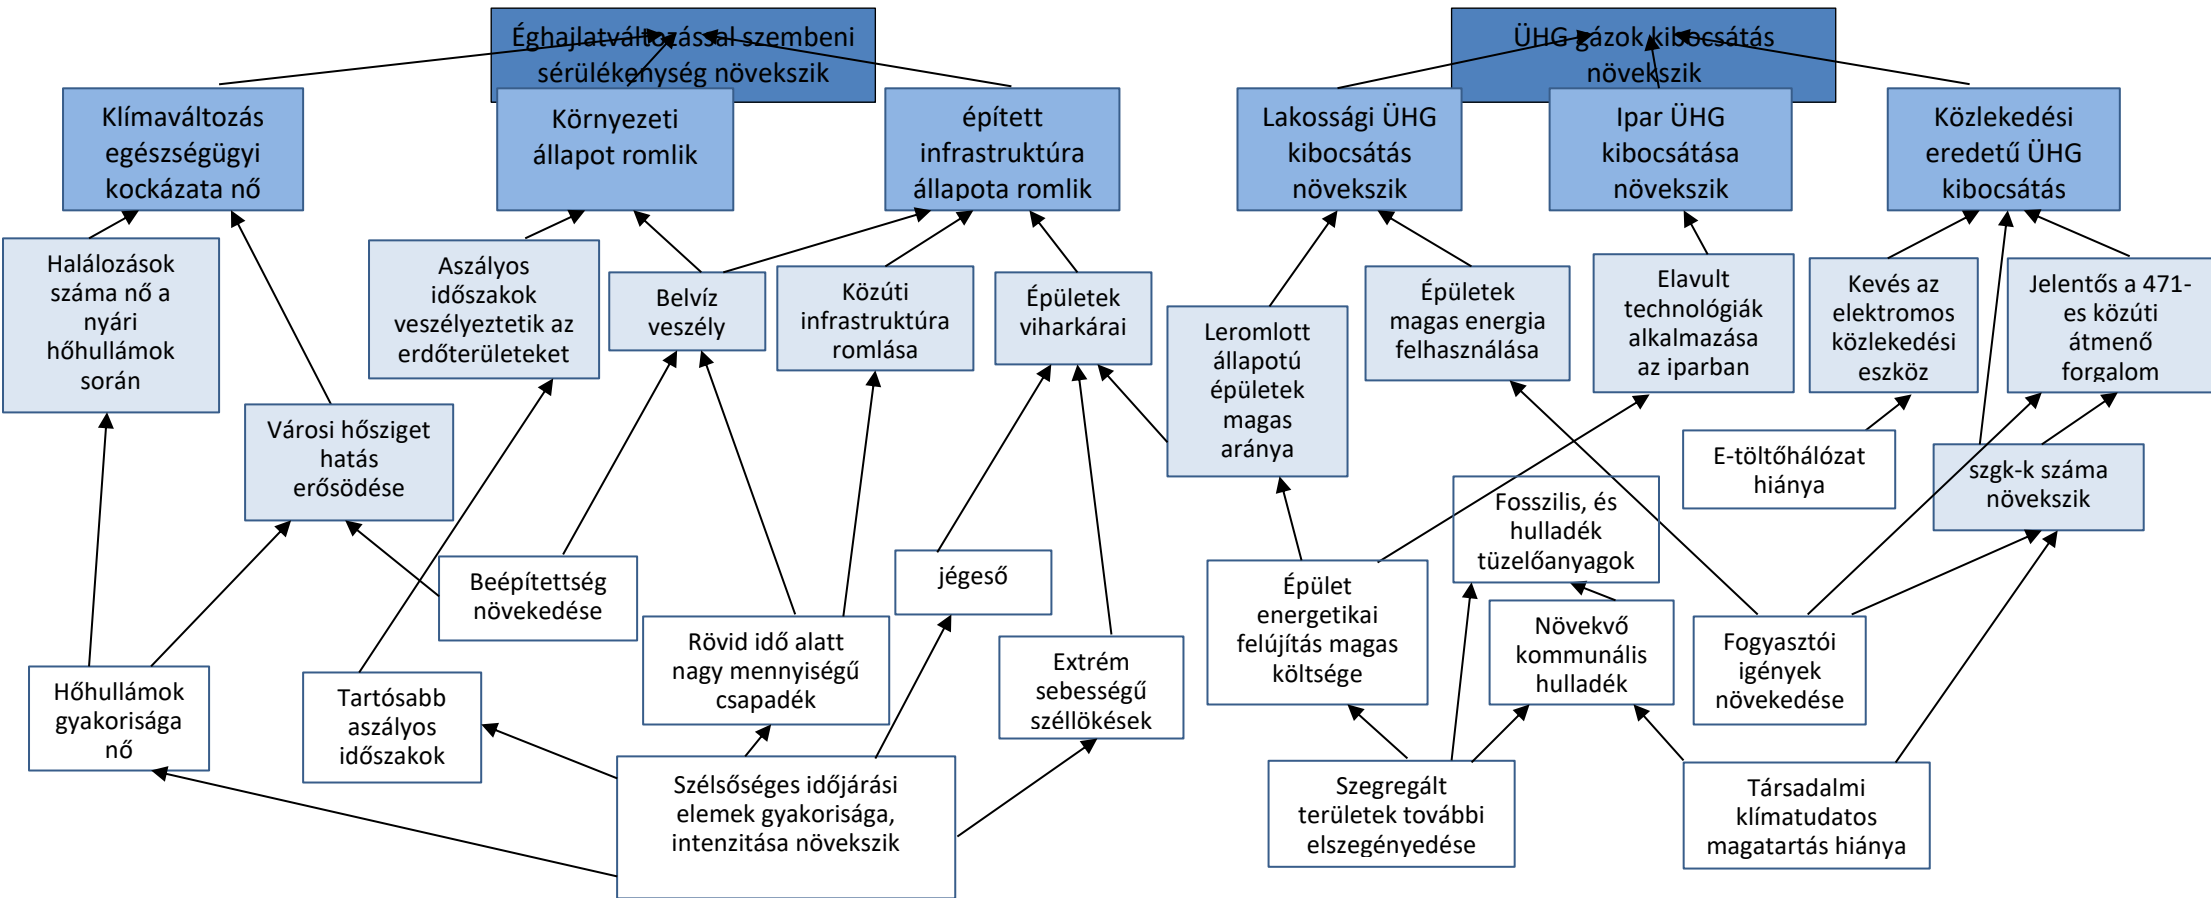 Éghajlatváltozással szembeni
sérülékenység növekszik
ÜHG gázok kibocsátás
növekszik
Klímaváltozás
egészségügyi
kockázata nő
Környezeti
állapot romlik
épített
infrastruktúra
állapota romlik
Lakossági ÜHG
kibocsátás
növekszik
Ipar ÜHG
kibocsátása
növekszik
Közlekedési
eredetű ÜHG
kibocsátás
Halálozások
száma nő a
nyári
hőhullámok
során
Aszályos
időszakok
veszélyeztetik az
erdőterületeket
Belvíz
veszély
Közúti
infrastruktúra
romlása
Épületek
viharkárai
Leromlott
állapotú
épületek
magas
aránya
Épületek
magas energia
felhasználása
Elavult
technológiák
alkalmazása
az iparban
Kevés az
elektromos
közlekedési
eszköz
Jelentős a 471-
es közúti
átmenő
forgalom
Városi hősziget
hatás
erősödése
E-töltőhálózat
hiánya
szgk-k száma
növekszik
Fosszilis, és
hulladék
tüzelőanyagok
Beépítettség
növekedése
jégeső
Épület
energetikai
felújítás magas
költsége
Növekvő
kommunális
hulladék
Fogyasztói
igények
növekedése
Rövid idő alatt
nagy mennyiségű
csapadék
Extrém
sebességű
széllökések
Hőhullámok
gyakorisága
nő
Tartósabb
aszályos
időszakok
Szélsőséges időjárási
elemek gyakorisága,
intenzitása növekszik
Szegregált
területek további
elszegényedése
Társadalmi
klímatudatos
magatartás hiánya